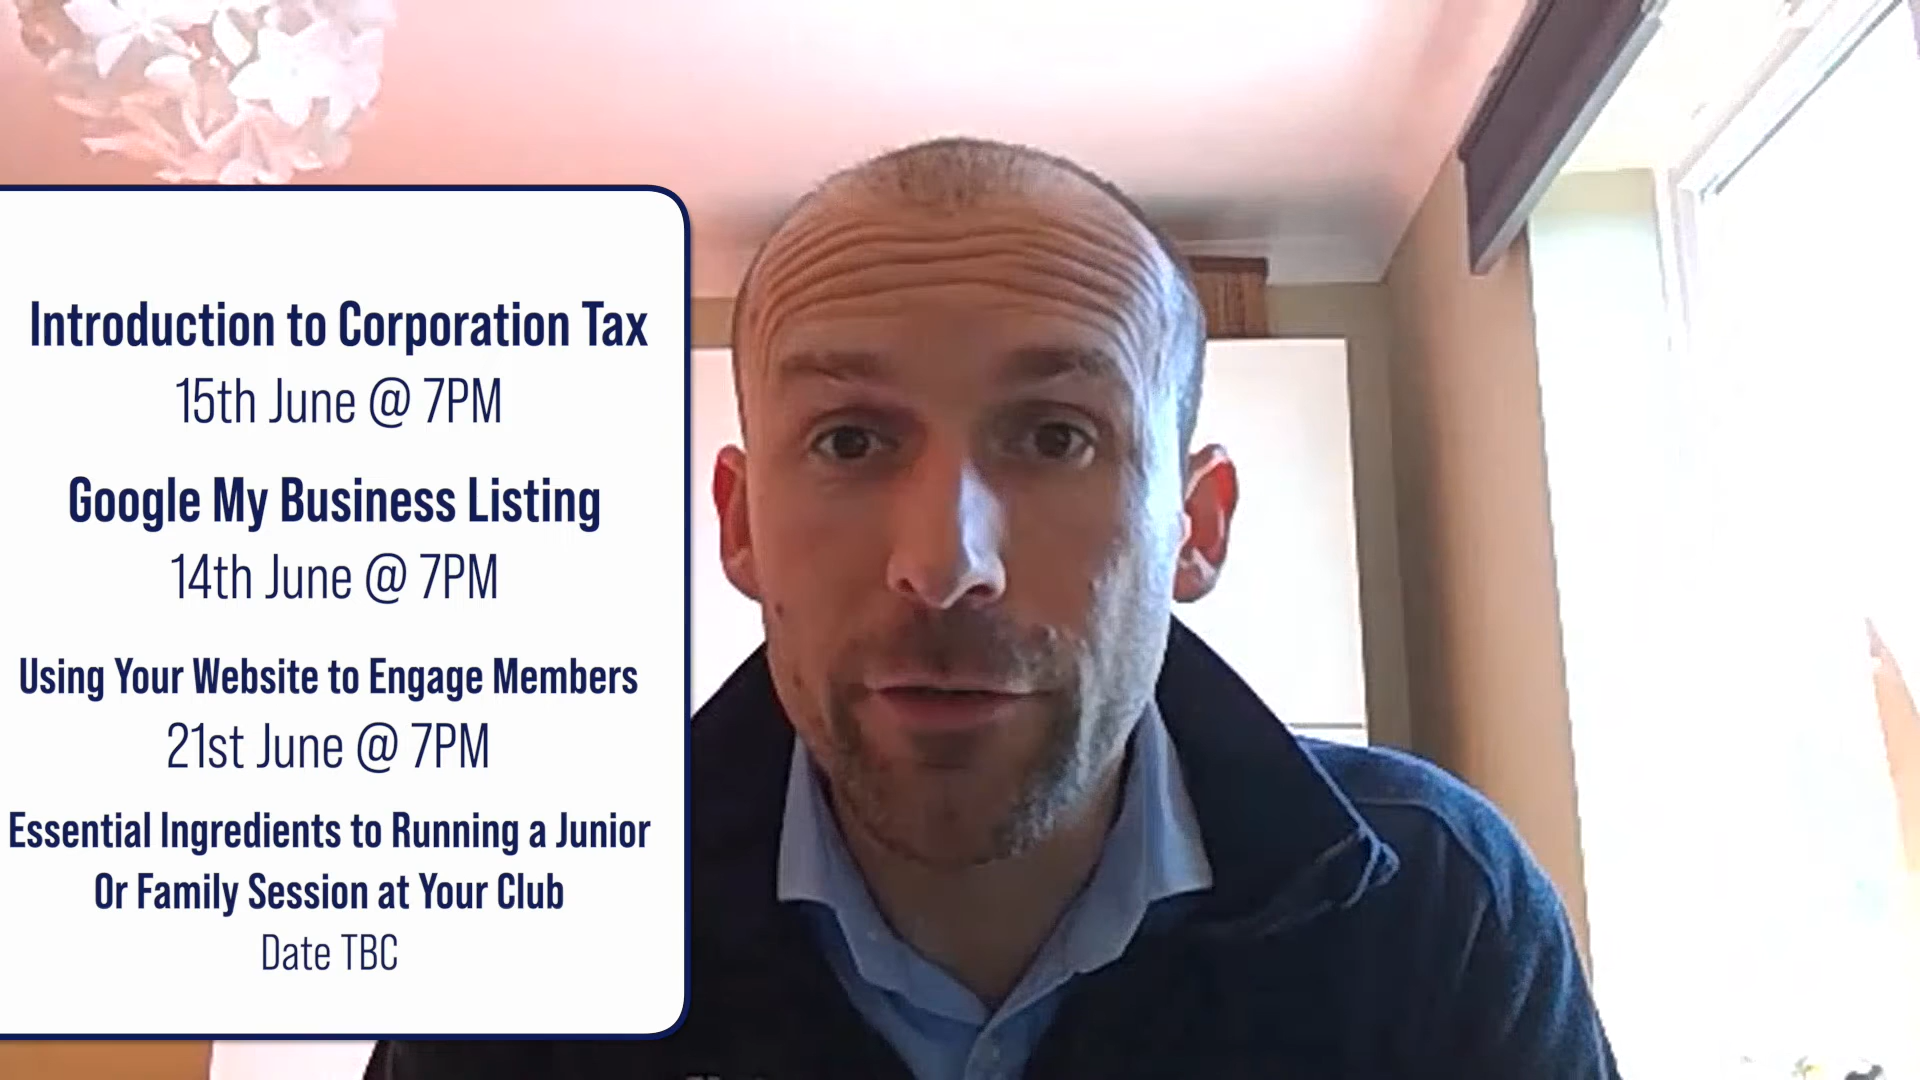 Introduction to Corporation Tax
15th June @ 7PM
Google My Business Listing
14th June @ 7PM
Using Your Website to Engage Members
21st June @ 7PM
Essential Ingredients to Running a Junior
Or Family Session at Your Club
Date TBC